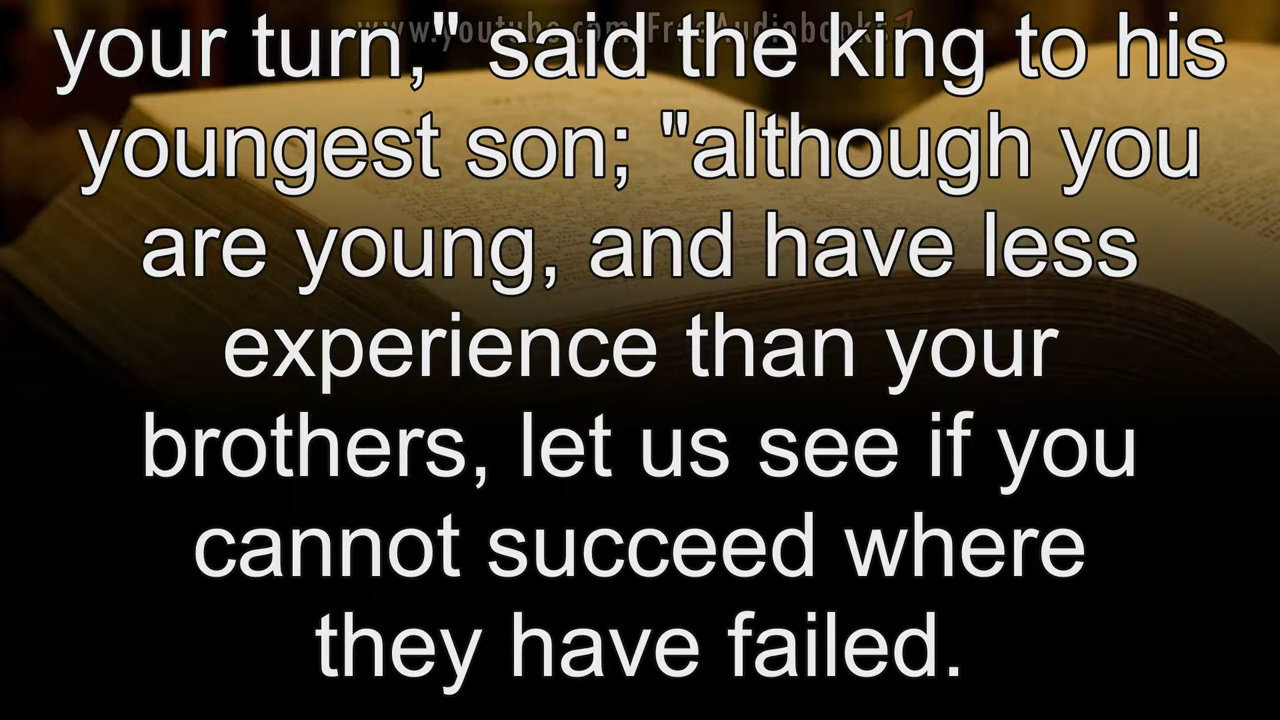 www.youtube.com/FreeAudiobooks
your turn," said the king to his
youngest son; "although you
are young, and have less
experience than your
brothers, let us see if you
cannot succeed where
they have failed.